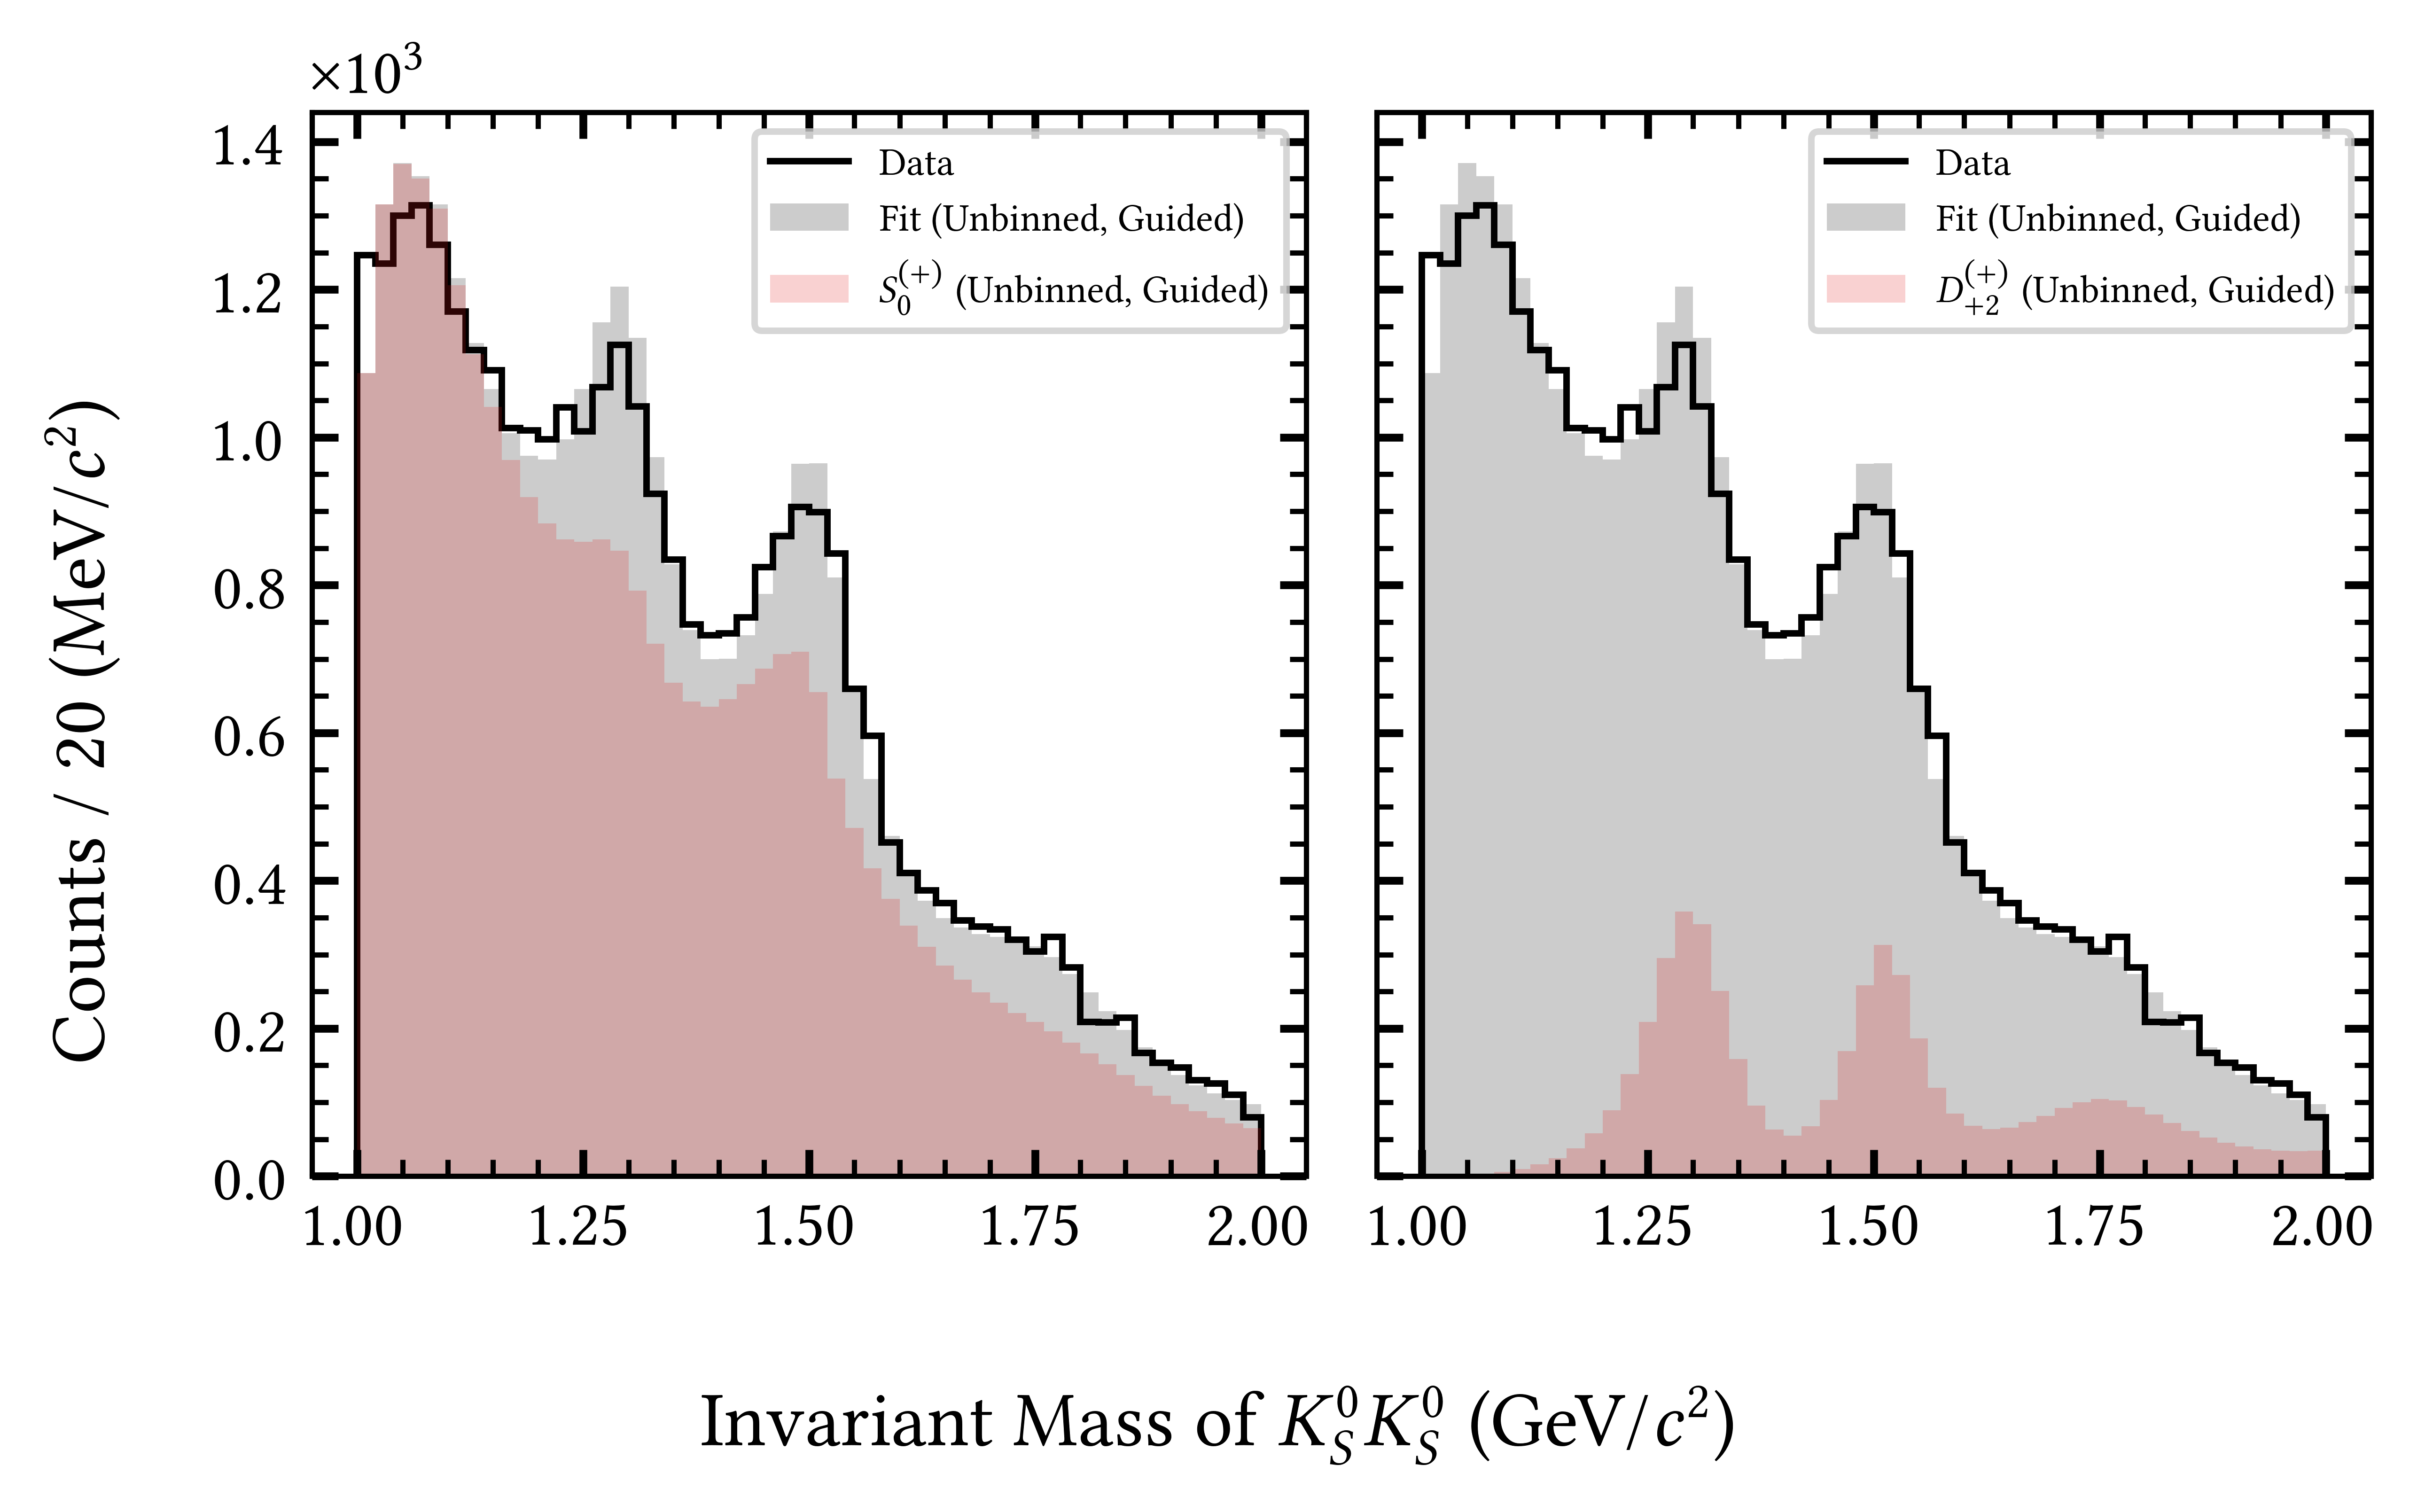 ×10³
1.4
1.2
1.0
0.8
0.6
0.4
0.2
0.0
Counts / 20 (MeV/c²)
Data
Fit (Unbinned, Guided)
S₀⁽⁺⁾ (Unbinned, Guided)
1.00 1.25 1.50 1.75 2.00
Data
Fit (Unbinned, Guided)
D₊₂⁽⁺⁾ (Unbinned, Guided)
1.00 1.25 1.50 1.75 2.00
Invariant Mass of K_S⁰K_S⁰ (GeV/c²)